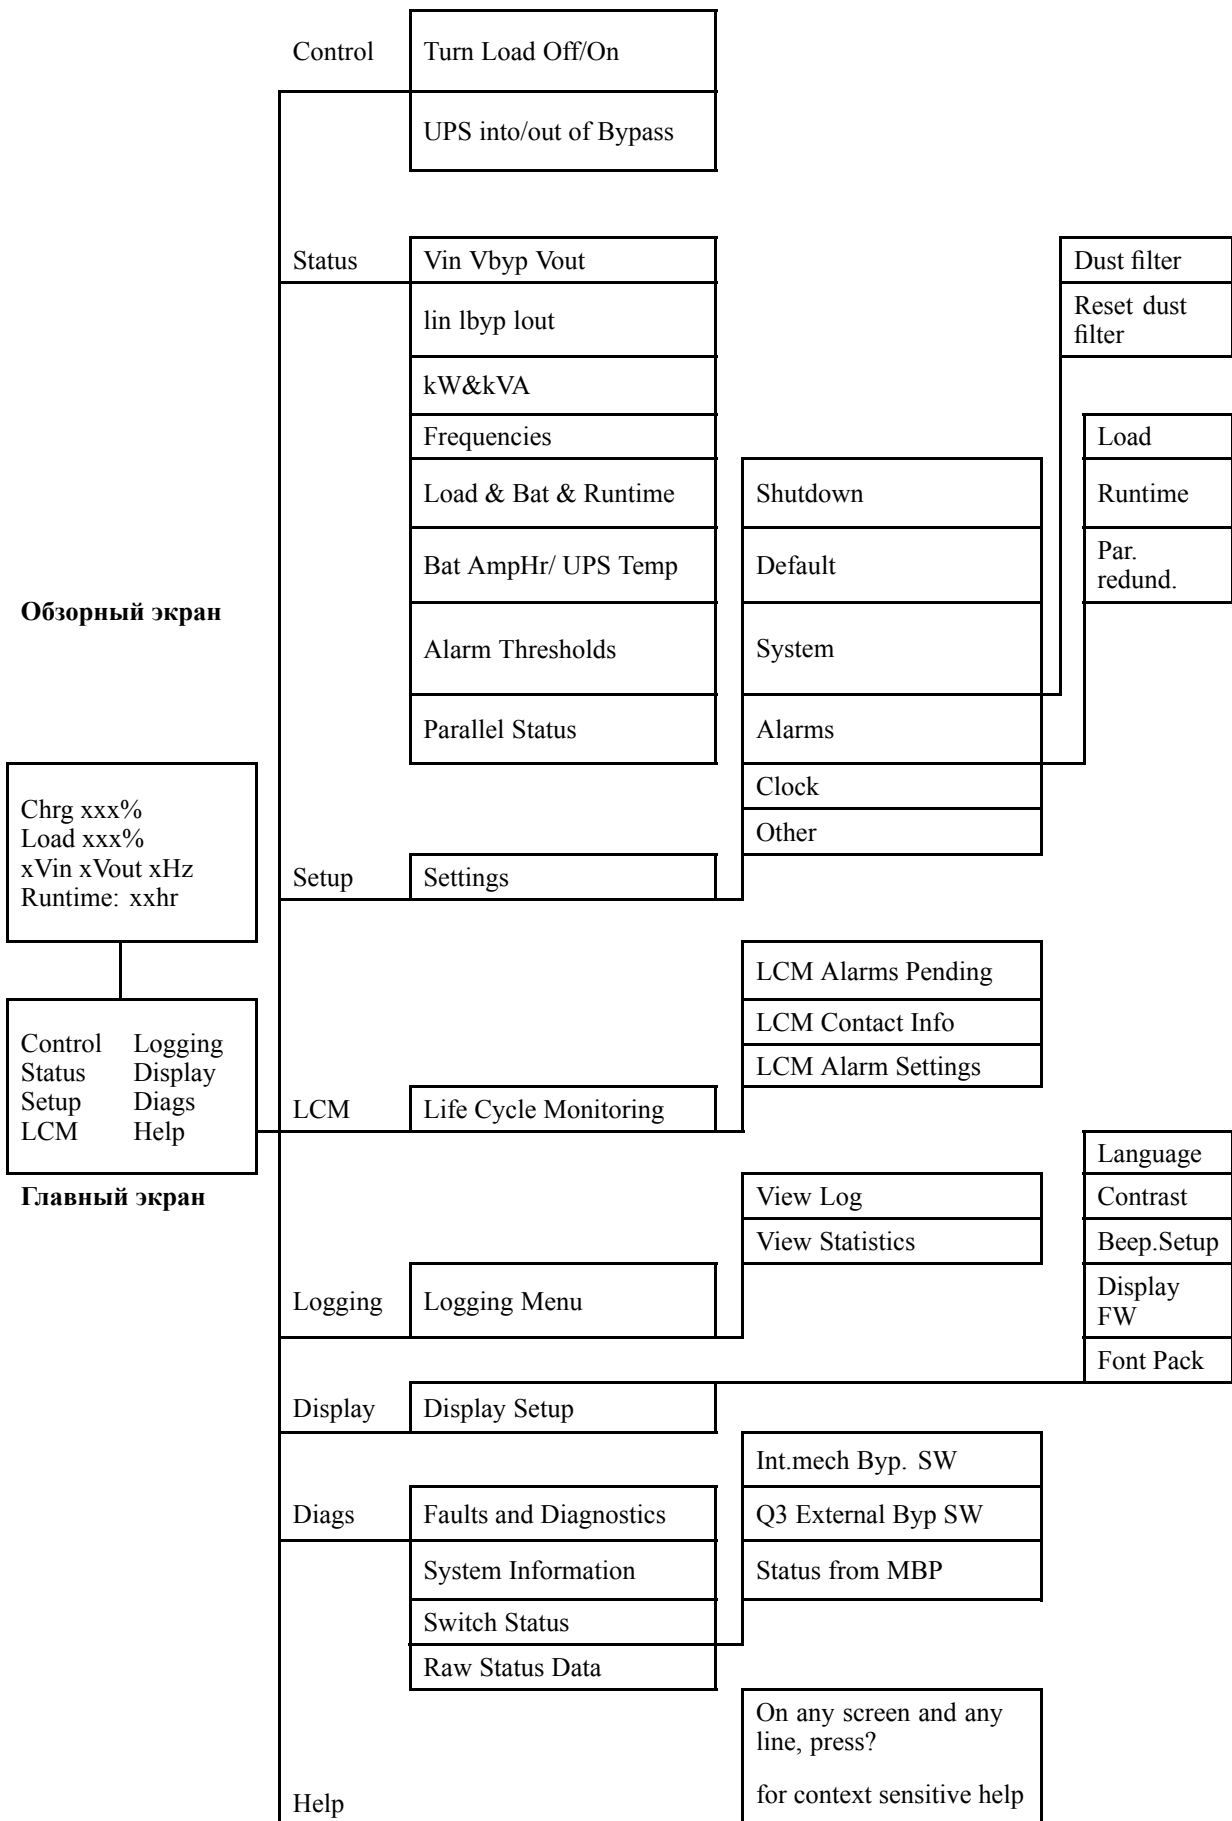 Control
Turn Load Off/On
UPS into/out of Bypass
Status
Vin Vbyp Vout
lin lbyp lout
kW&kVA
Frequencies
Load & Bat & Runtime
Bat AmpHr/ UPS Temp
Alarm Thresholds
Parallel Status
Dust filter
Reset dust
filter
Load
Runtime
Par.
redund.
Shutdown
Default
System
Alarms
Clock
Other
Обзорный экран
Chrg xxx%
Load xxx%
xVin xVout xHz
Runtime: xxhr
Setup
Settings
Control Logging
Status Display
Setup Diags
LCM Help
Главный экран
LCM Alarms Pending
LCM Contact Info
LCM Alarm Settings
LCM
Life Cycle Monitoring
View Log
View Statistics
Logging
Logging Menu
Language
Contrast
Beep.Setup
Display
FW
Font Pack
Display
Display Setup
Int.mech Byp. SW
Q3 External Byp SW
Status from MBP
Diags
Faults and Diagnostics
System Information
Switch Status
Raw Status Data
On any screen and any
line, press?
for context sensitive help
Help